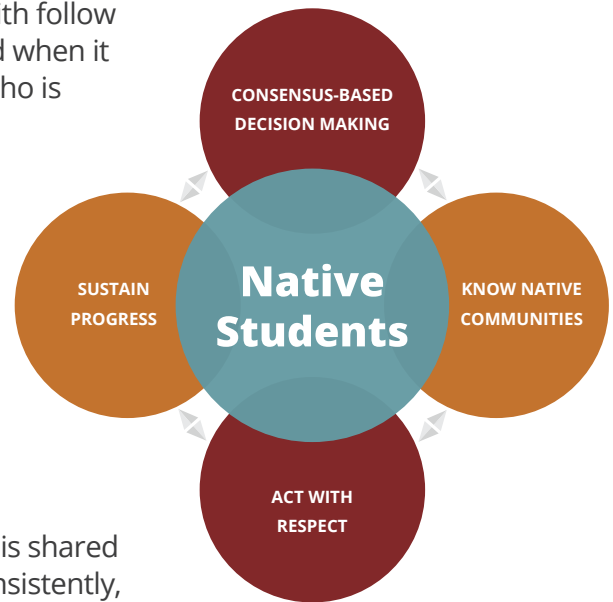 ith follow
d when it
ho is
CONSENSUS-BASED
DECISION MAKING
SUSTAIN
PROGRESS
Native
Students
KNOW NATIVE
COMMUNITIES
ACT WITH
RESPECT
is shared
nsistently,